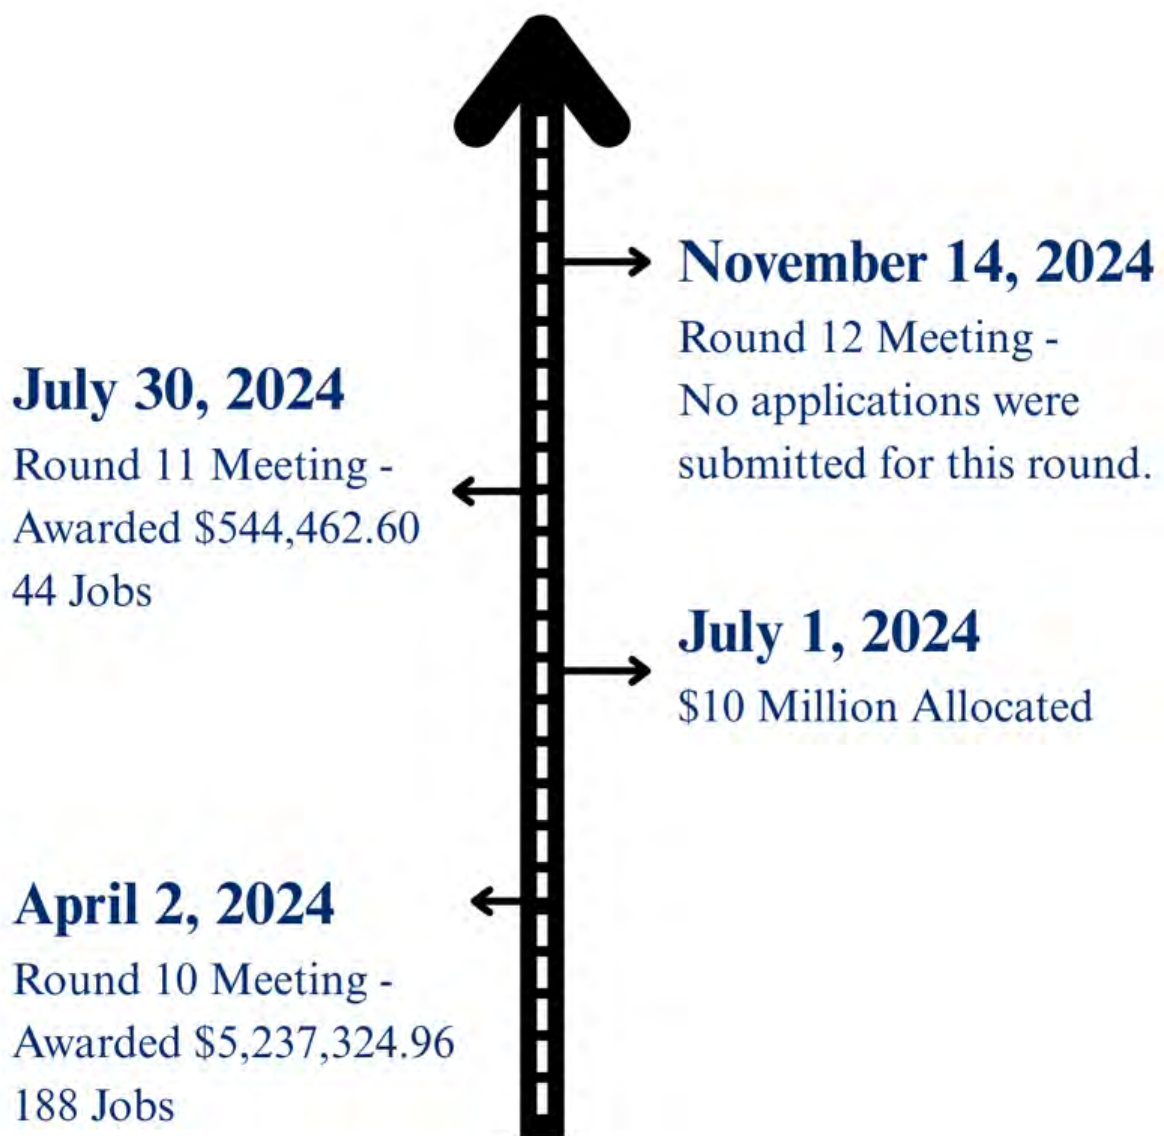 November 14, 2024
Round 12 Meeting -
No applications were
submitted for this round.
July 30, 2024
Round 11 Meeting -
Awarded $544,462.60
44 Jobs
July 1, 2024
$10 Million Allocated
April 2, 2024
Round 10 Meeting -
Awarded $5,237,324.96
188 Jobs